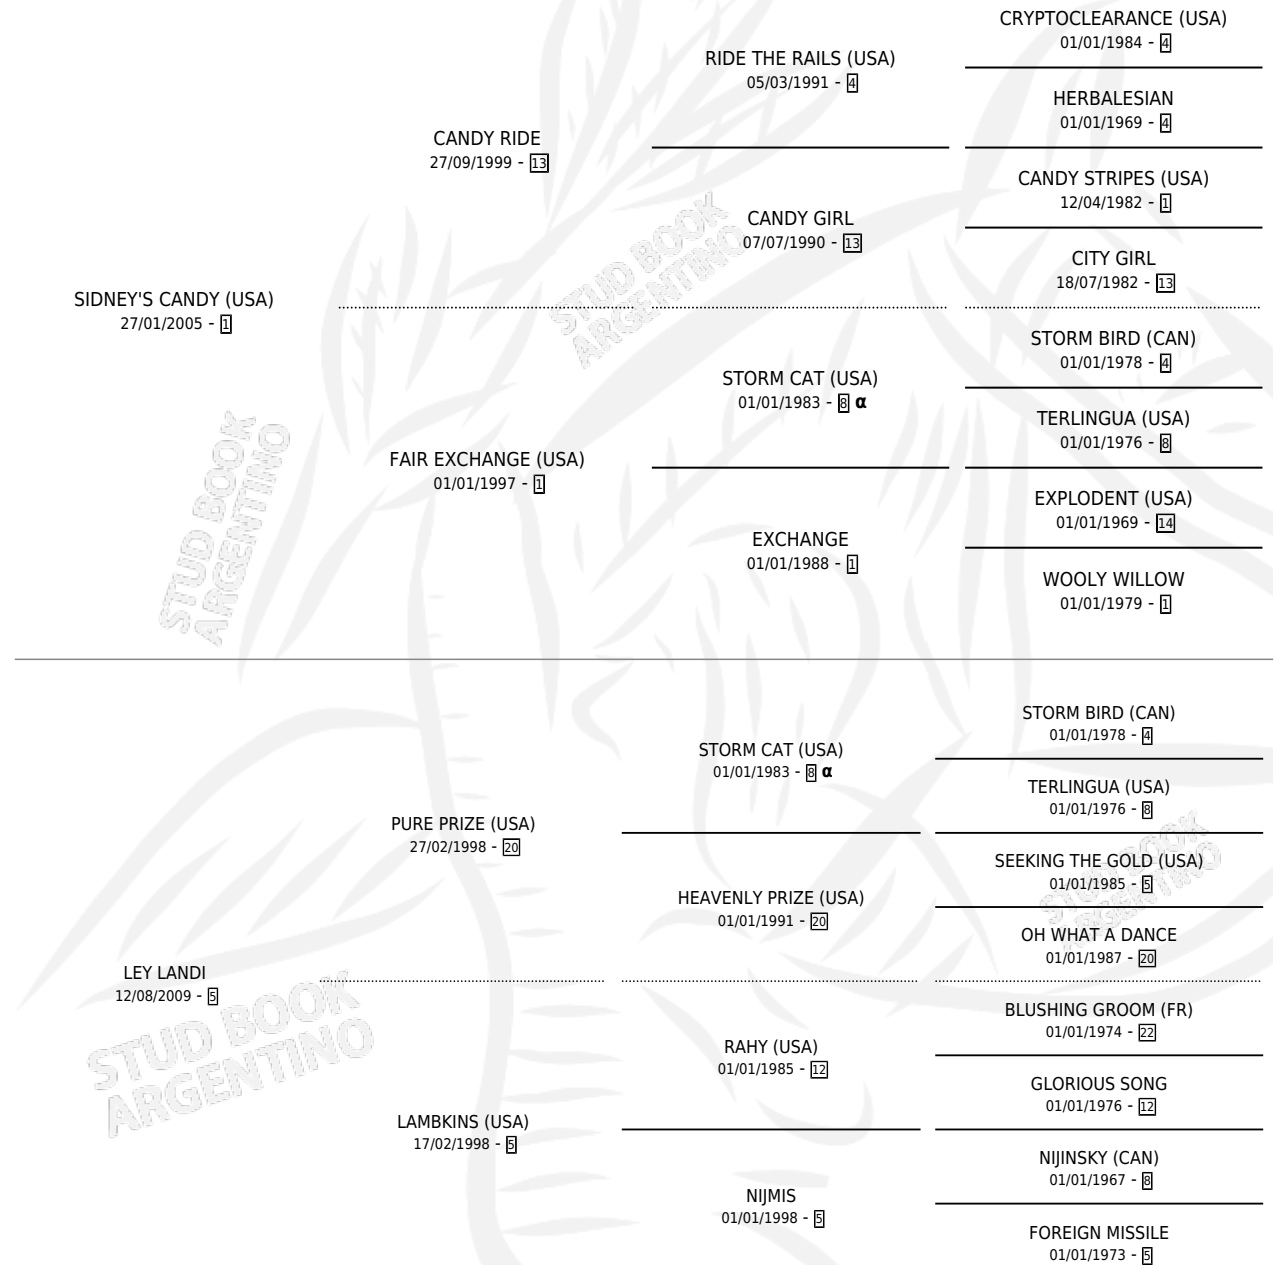 CRYPTOCLEARANCE (USA)
01/01/1984 - 4
RIDE THE RAILS (USA)
05/03/1991 - 4
HERBALESIAN
01/01/1969 - 4
CANDY RIDE
27/09/1999 - 13
CANDY STRIPES (USA)
12/04/1982 - 1
CANDY GIRL
07/07/1990 - 13
CITY GIRL
18/07/1982 - 13
SIDNEY'S CANDY (USA)
27/01/2005 - 1
STUD BOOK
ARGENTINO
STORM BIRD (CAN)
01/01/1978 - 4
STORM CAT (USA)
01/01/1983 - 8 α
TERLINGUA (USA)
01/01/1976 - 8
FAIR EXCHANGE (USA)
01/01/1997 - 1
EXPLODENT (USA)
01/01/1969 - 14
EXCHANGE
01/01/1988 - 1
WOOLY WILLOW
01/01/1979 - 1
STUD BOOK
ARGENTINO
STORM BIRD (CAN)
01/01/1978 - 4
STORM CAT (USA)
01/01/1983 - 8 α
TERLINGUA (USA)
01/01/1976 - 8
PURE PRIZE (USA)
27/02/1998 - 20
SEEKING THE GOLD (USA)
01/01/1985 - 5
HEAVENLY PRIZE (USA)
01/01/1991 - 20
OH WHAT A DANCE
01/01/1987 - 20
STUD BOOK
ARGENTINO
LEY LANDI
12/08/2009 - 5
BLUSHING GROOM (FR)
01/01/1974 - 22
RAHY (USA)
01/01/1985 - 12
GLORIOUS SONG
01/01/1976 - 12
STUD BOOK
ARGENTINO
LAMBKINS (USA)
17/02/1998 - 5
NIJINSKY (CAN)
01/01/1967 - 8
NIJMIS
01/01/1998 - 5
FOREIGN MISSILE
01/01/1973 - 5